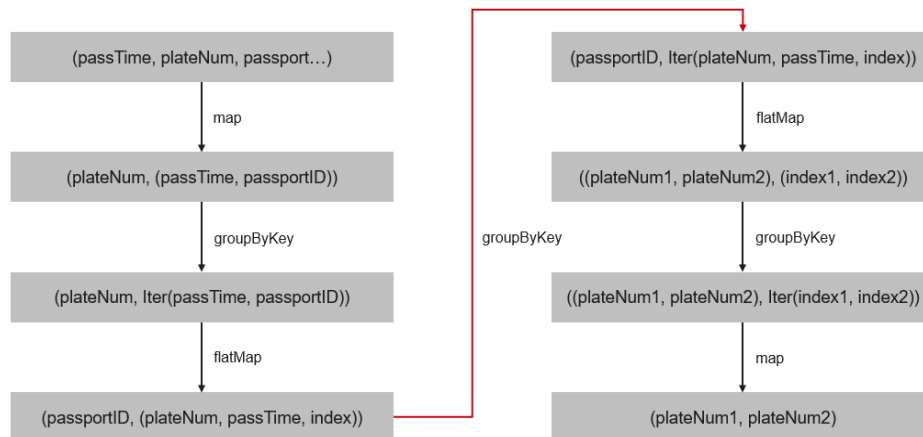 (passTime, plateNum, passport…)
map
(plateNum, (passTime, passportID))
groupByKey
(plateNum, Iter(passTime, passportID))
flatMap
(passportID, (plateNum, passTime, index))
groupByKey
(passportID, Iter(plateNum, passTime, index))
flatMap
((plateNum1, plateNum2), (index1, index2))
groupByKey
((plateNum1, plateNum2), Iter(index1, index2))
map
(plateNum1, plateNum2)